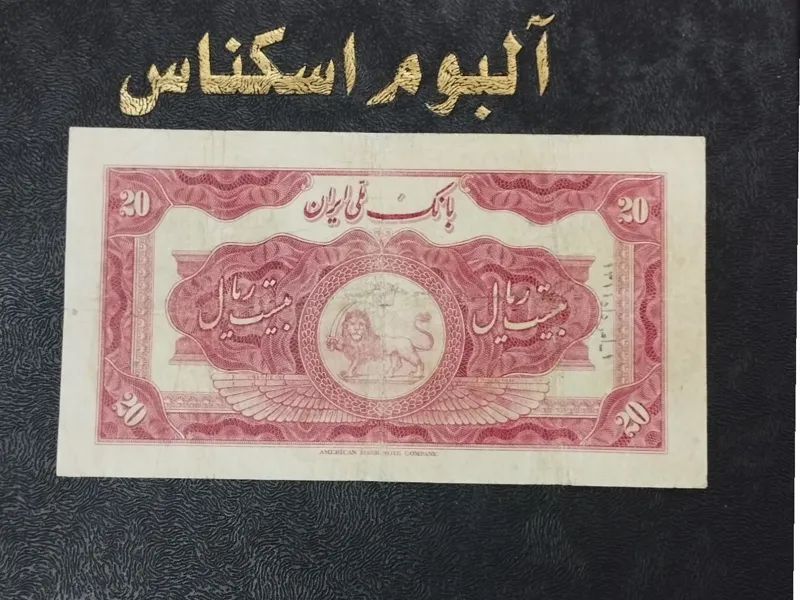 آلبوم اسکناس
20 20
بانک ملی ایران
بیست ریال بیست ریال
20 20
AMERICAN BANK NOTE COMPANY